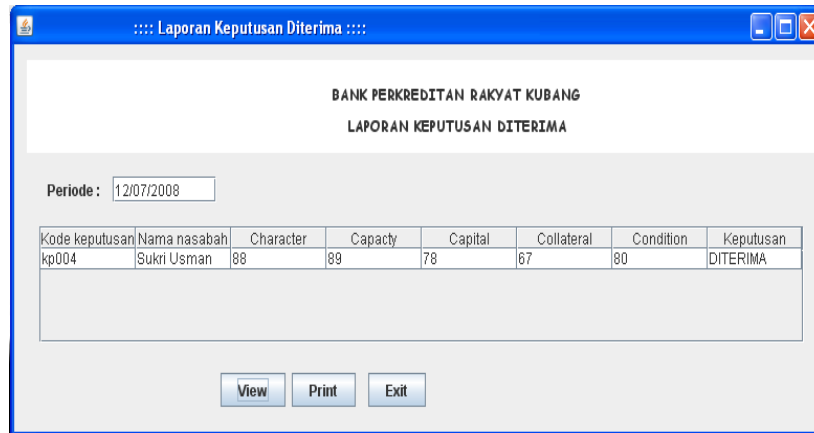 :::: Laporan Keputusan Diterima ::::
BANK PERKREDITAN RAKYAT KUBANG
LAPORAN KEPUTUSAN DITERIMA
Periode : 12/07/2008
Kode keputusan Nama nasabah Character Capacty Capital Collateral Condition Keputusan
kp004 Sukri Usman 88 89 78 67 80 DITERIMA
View Print Exit